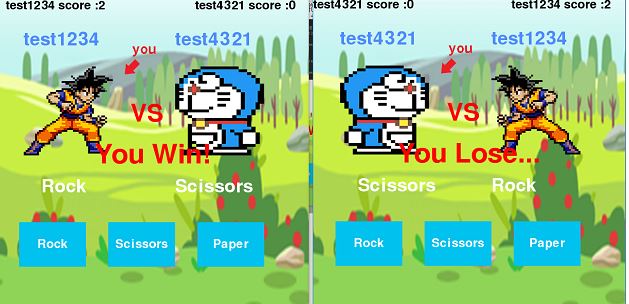 test1234 score :2 test4321 score :0
test1234 test4321
you
VS
You Win!
Rock Scissors
Rock Scissors Paper
test4321 score :0 test1234 score :2
test4321 test1234
you
VS
You Lose...
Scissors Rock
Rock Scissors Paper